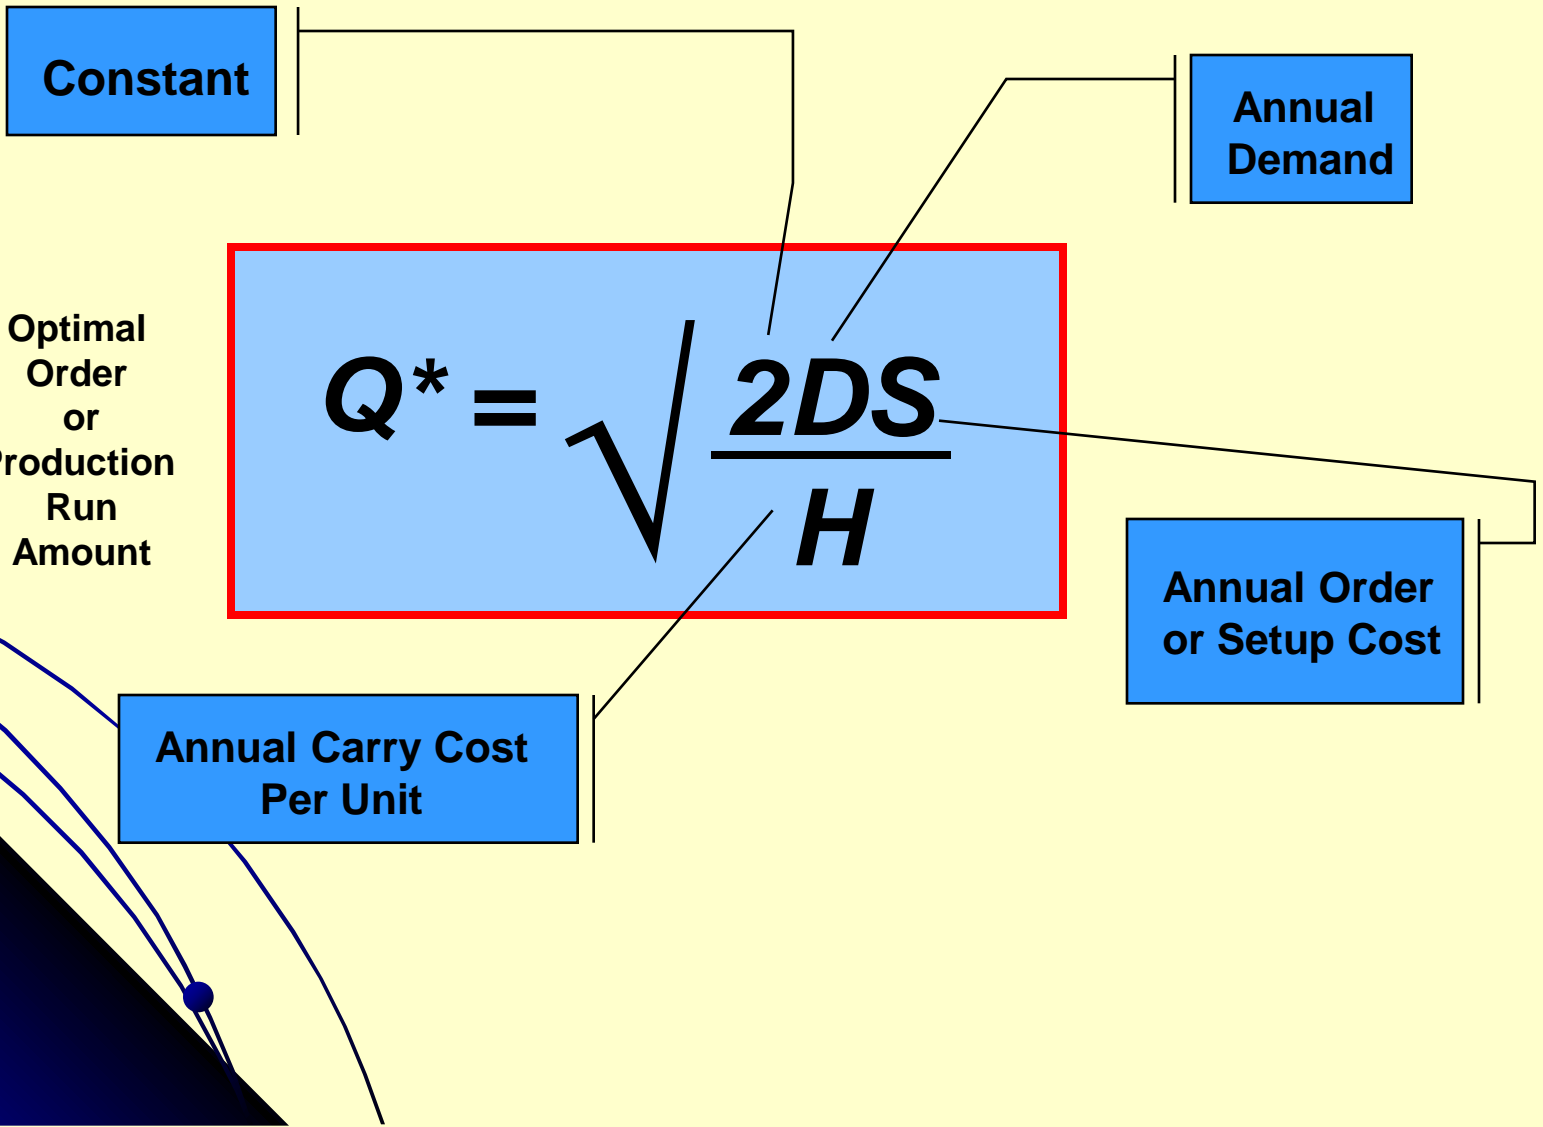 Constant
Annual
Demand
Optimal
Order
or
Production
Run
Amount
Q* = √ 2DS
H
Annual Order
or Setup Cost
Annual Carry Cost
Per Unit